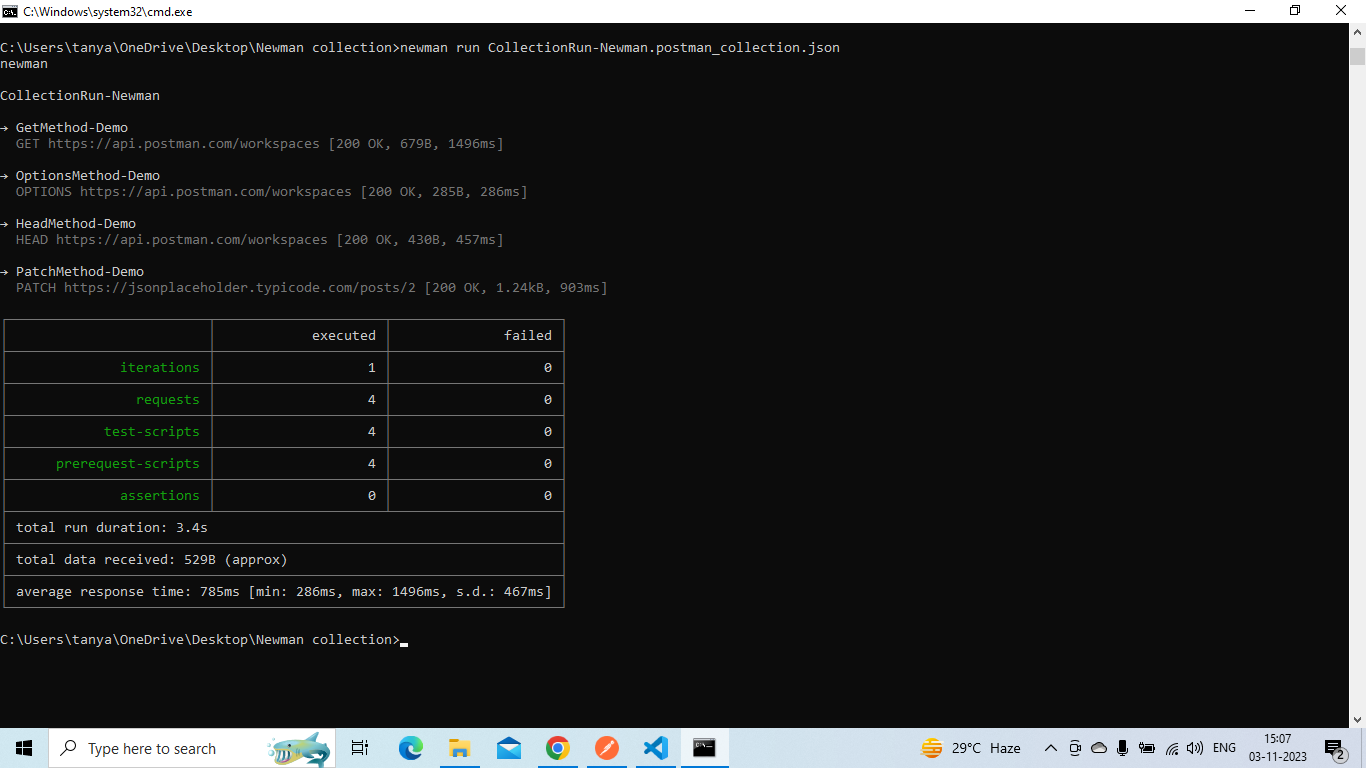 C:\Windows\system32\cmd.exe
C:\Users\tanya\OneDrive\Desktop\Newman collection>newman run CollectionRun-Newman.postman_collection.json
newman
CollectionRun-Newman
→ GetMethod-Demo
GET https://api.postman.com/workspaces [200 OK, 679B, 1496ms]
→ OptionsMethod-Demo
OPTIONS https://api.postman.com/workspaces [200 OK, 285B, 286ms]
→ HeadMethod-Demo
HEAD https://api.postman.com/workspaces [200 OK, 430B, 457ms]
→ PatchMethod-Demo
PATCH https://jsonplaceholder.typicode.com/posts/2 [200 OK, 1.24kB, 903ms]
executed failed
iterations 1 0
requests 4 0
test-scripts 4 0
prerequest-scripts 4 0
assertions 0 0
total run duration: 3.4s
total data received: 529B (approx)
average response time: 785ms [min: 286ms, max: 1496ms, s.d.: 467ms]
C:\Users\tanya\OneDrive\Desktop\Newman collection>
Type here to search
29°C Haze
ENG
15:07
03-11-2023
2